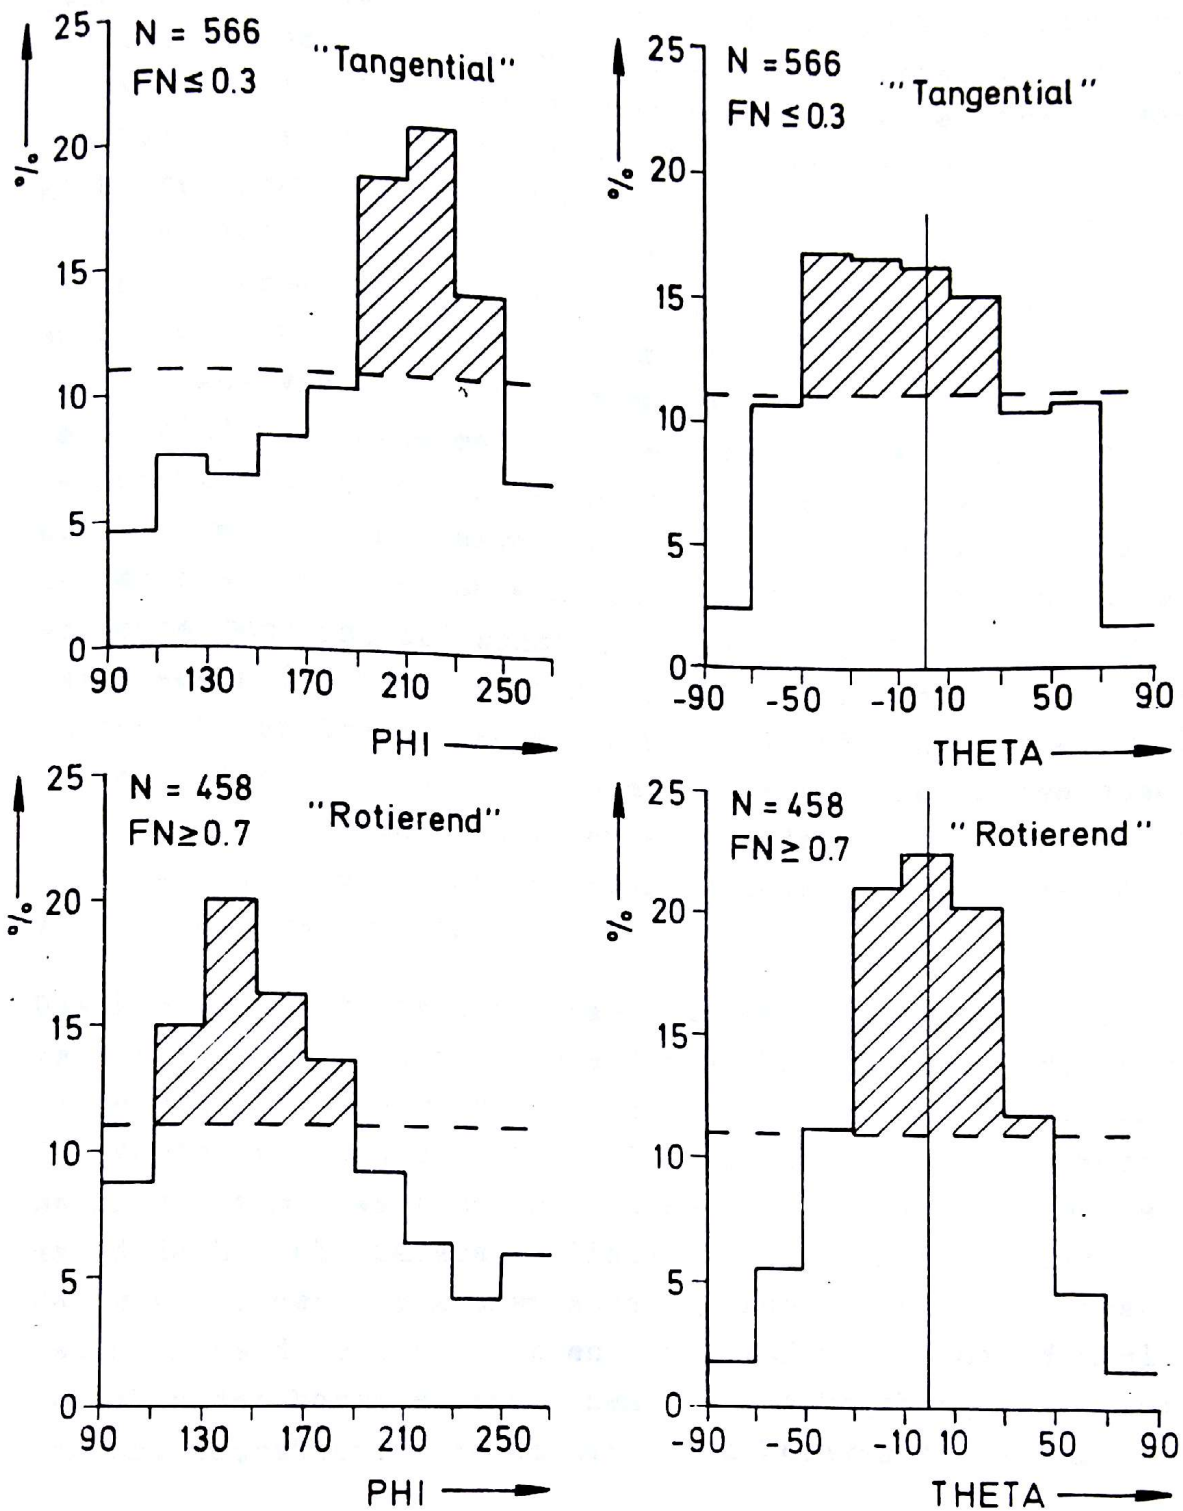 25
N = 566
"Tangential"
FN ≤ 0.3
20
%
15
10
5
0
90 130 170 210 250
PHI
25
N = 566
"Tangential"
FN ≤ 0.3
20
%
15
10
5
0
-90 -50 -10 10 50 90
THETA
25
N = 458
"Rotierend"
FN ≥ 0.7
20
%
15
10
5
0
90 130 170 210 250
PHI
25
N = 458
"Rotierend"
FN ≥ 0.7
20
%
15
10
5
0
-90 -50 -10 10 50 90
THETA